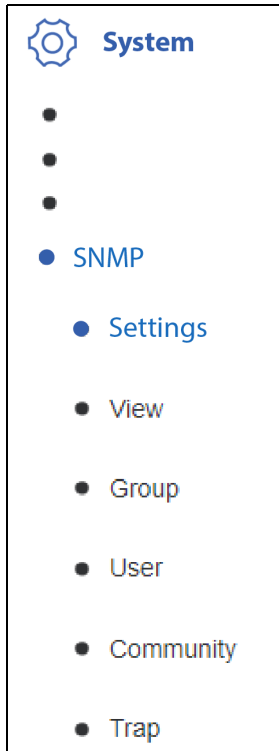 System
SNMP
Settings
View
Group
User
Community
Trap